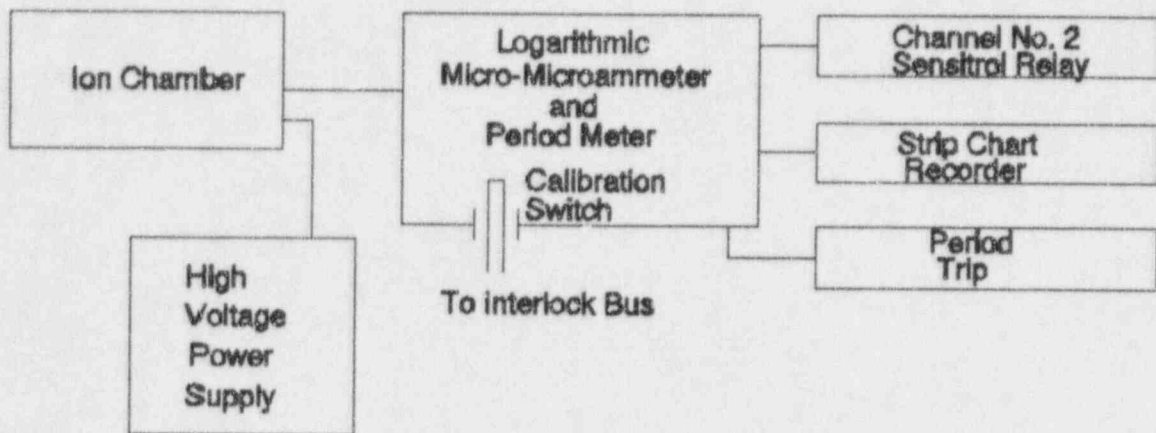 Ion Chamber
Logarithmic
Micro-Microammeter
and
Period Meter
Calibration
Switch
To interlock Bus
High
Voltage
Power
Supply
Channel No. 2
Sensitrol Relay
Strip Chart
Recorder
Period
Trip